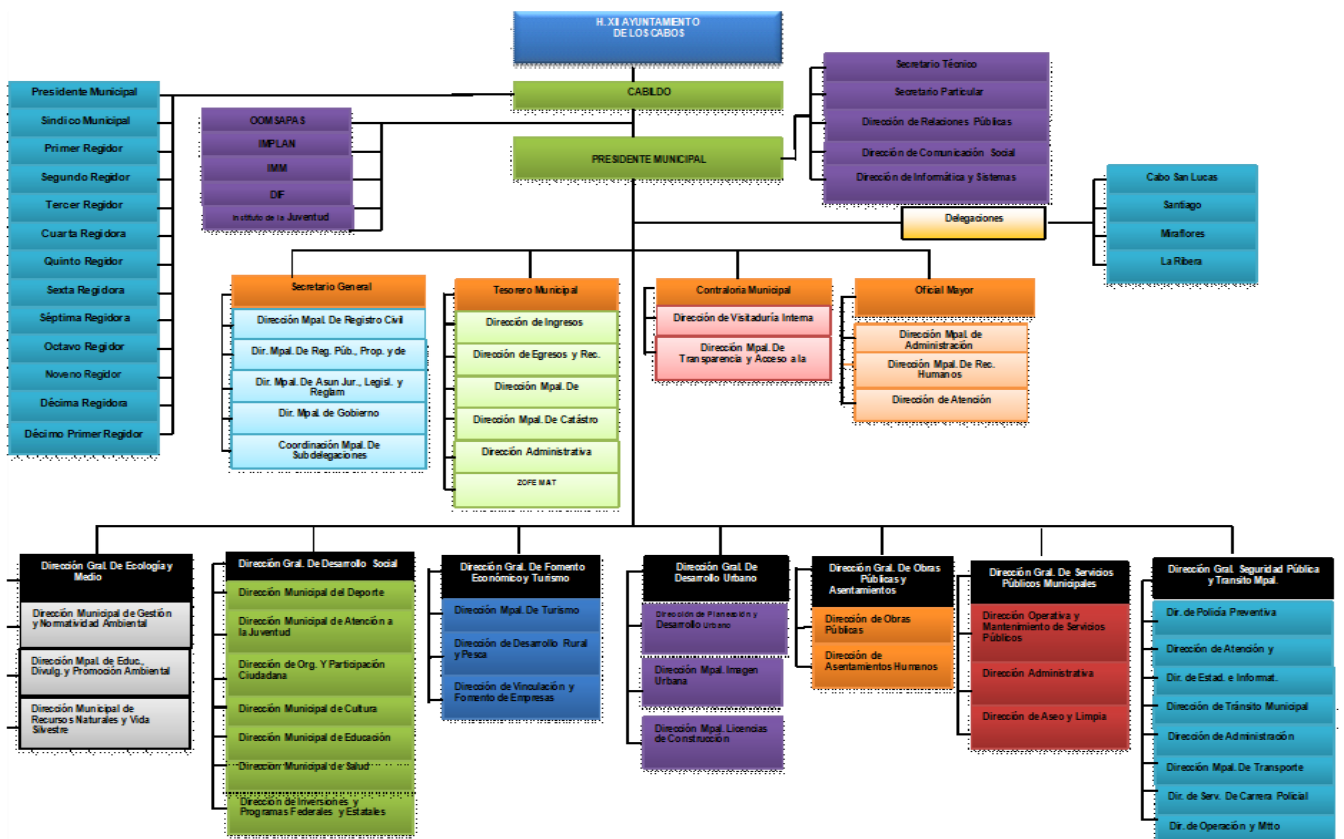 H. XII AYUNTAMIENTO
DE LOS CABOS
CABILDO
PRESIDENTE MUNICIPAL
Presidente Municipal
Sindico Municipal
Primer Regidor
Segundo Regidor
Tercer Regidor
Cuarta Regidora
Quinto Regidor
Sexta Regidora
Séptima Regidora
Octavo Regidor
Noveno Regidor
Décima Regidora
Décimo Primer Regidor
OOMSAPAS
IMPLAN
IMM
DIF
Instituto de la Juventud
Secretario Técnico
Secretario Particular
Dirección de Relaciones Públicas
Dirección de Comunicación Social
Dirección de Informática y Sistemas
Delegaciones
Cabo San Lucas
Santiago
Miraflores
La Ribera
Secretario General
Dirección Mpal. De Registro Civil
Dir. Mpal. De Reg. Púb., Prop. y de
Dir. Mpal. De Asun Jur., Legisl. y
Reglam
Dir. Mpal. de Gobierno
Coordinación Mpal. De
Subdelegaciones
Tesorero Municipal
Dirección de Ingresos
Dirección de Egresos y Rec.
Dirección Mpal. De
Dirección Mpal. De Catástro
Dirección Administrativa
ZOFEMAT
Contraloria Municipal
Dirección de Visitaduría Interna
Dirección Mpal. De
Transparencia y Acceso a la
Oficial Mayor
Dirección Mpal. de
Administración
Dirección Mpal. De Rec.
Humanos
Dirección de Atención
Dirección Gral. De Ecología y
Medio
Dirección Municipal de Gestión
y Normatividad Ambiental
Dirección Mpal. de Educ.,
Divulg. y Promoción Ambiental
Dirección Municipal de
Recursos Naturales y Vida
Silvestre
Dirección Gral. De Desarrollo Social
Dirección Municipal del Deporte
Dirección Municipal de Atención a
la Juventud
Dirección de Org. Y Participación
Ciudadana
Dirección Municipal de Cultura
Dirección Municipal de Educación
Dirección Municipal de Salud
Dirección de Inversiones y
Programas Federales y Estatales
Dirección Gral. De Fomento
Económico y Turismo
Dirección Mpal. De Turismo
Dirección de Desarrollo Rural
y Pesca
Dirección de Vinculación y
Fomento de Empresas
Dirección Gral. De
Desarrollo Urbano
Dirección de Planeación y
Desarrollo Urbano
Dirección Mpal. Imagen
Urbana
Dirección Mpal. Licencias
de Construcción
Dirección Gral. De Obras
Públicas y
Asentamientos
Dirección de Obras
Públicas
Dirección de
Asentamientos Humanos
Dirección Gral. De Servicios
Públicos Municipales
Dirección Operativa y
Mantenimiento de Servicios
Públicos
Dirección Administrativa
Dirección de Aseo y Limpia
Dirección Gral. Seguridad Pública
y Transito Mpal.
Dir. de Policía Preventiva
Dirección de Atención y
Dir. de Estad. e Informat.
Dirección de Tránsito Municipal
Dirección de Administración
Dirección Mpal. De Transporte
Dir. de Serv. De Carrera Policial
Dir. de Operación y Mtto